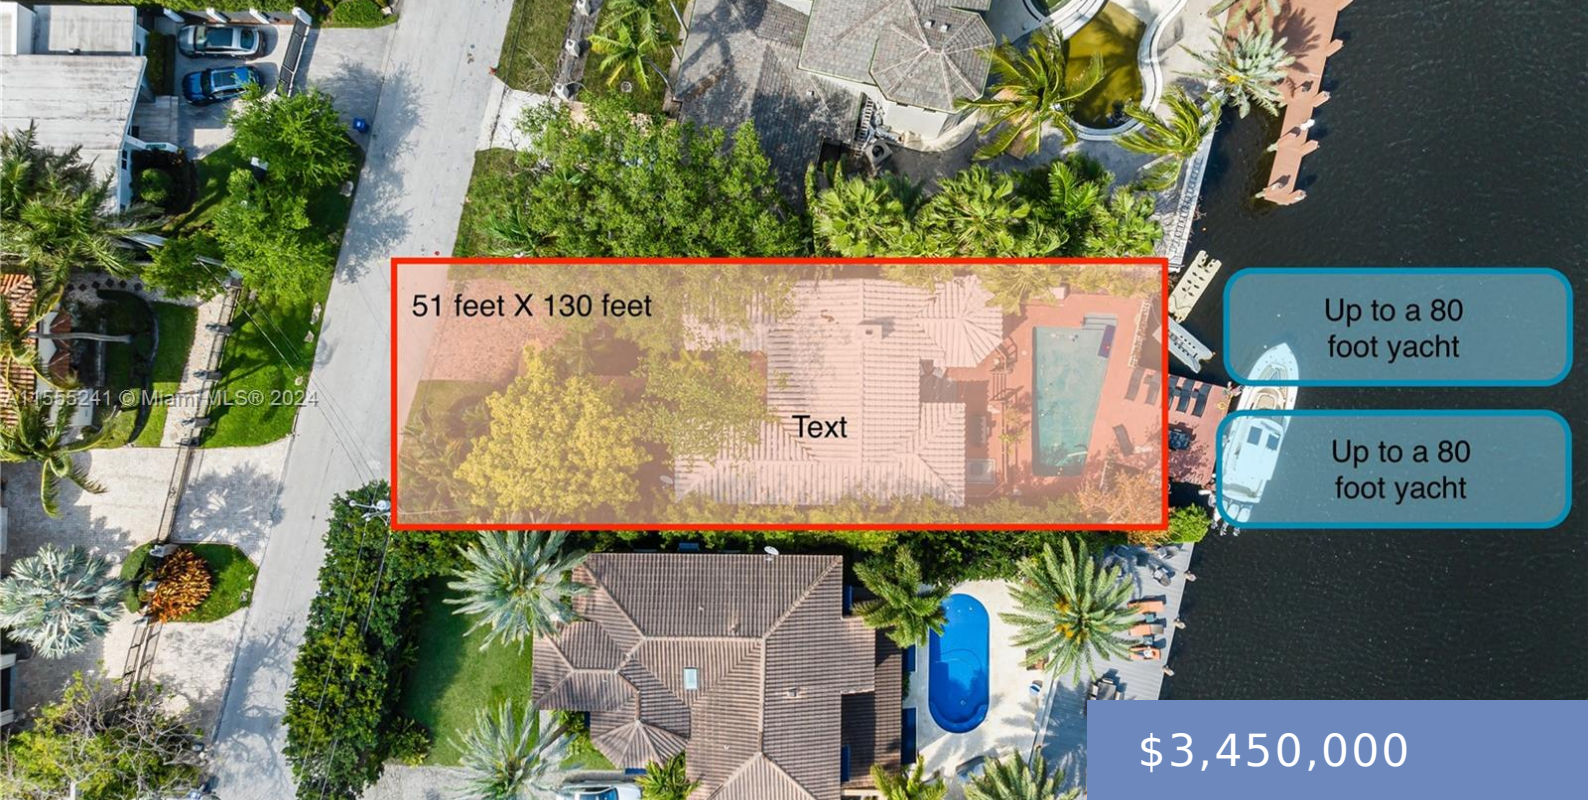 51 feet X 130 feet
Up to a 80
foot yacht
A11555241 © Miami MLS® 2024
Text
Up to a 80
foot yacht
$3,450,000